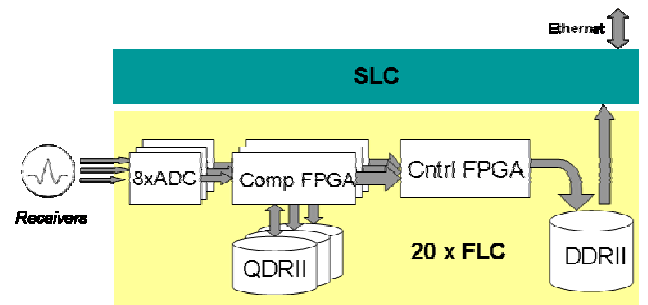 Ethernet
SLC
8xADC
Comp FPGA
Cntrl FPGA
Receivers
QDRII
20 x FLC
DDRII